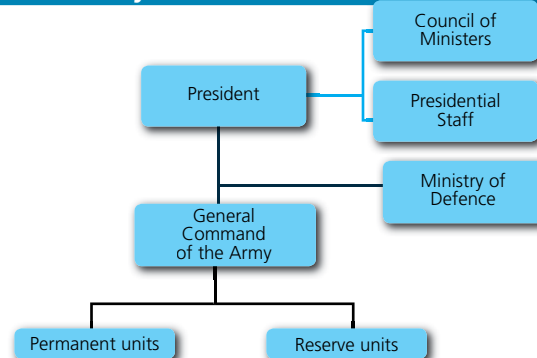 Council of
Ministers
President
Presidential
Staff
Ministry of
Defence
General
Command
of the Army
Permanent units
Reserve units